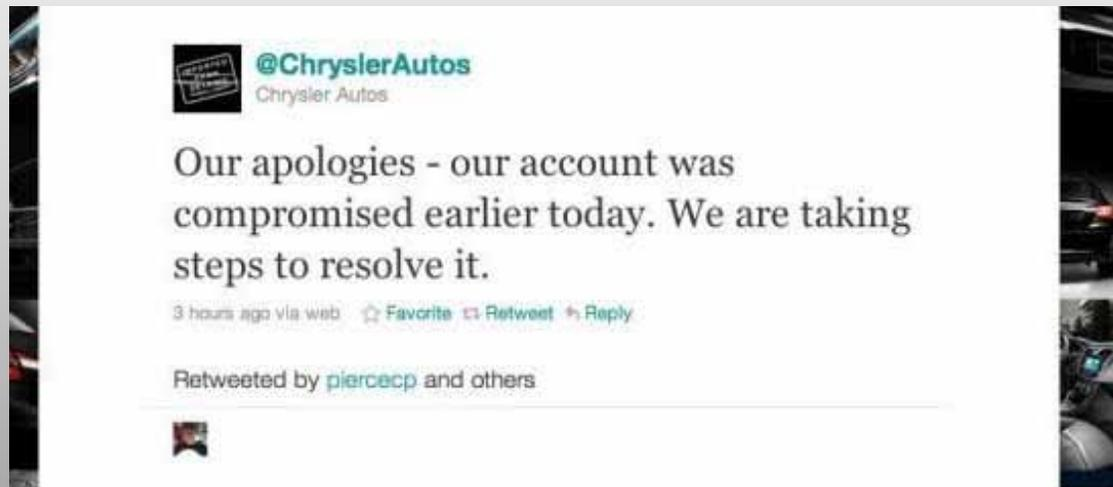 @ChryslerAutos
Chrysler Autos
Our apologies - our account was
compromised earlier today. We are taking
steps to resolve it.
3 hours ago via web Favorite Retweet Reply
Retweeted by piercecp and others